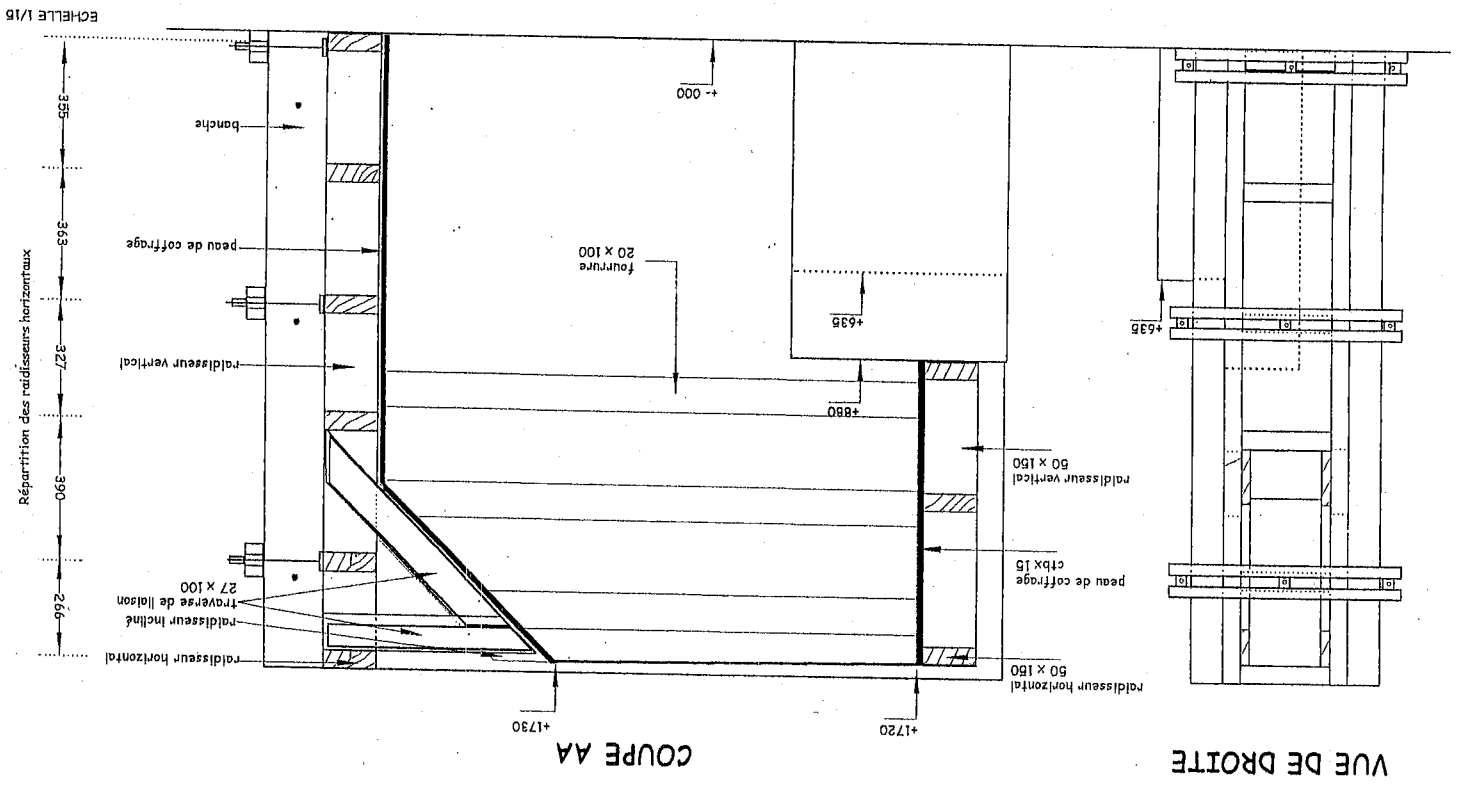 VUE DE DROITE
COUPE AA
+1720
+1730
raidisseur horizontal
50 x 150
raidisseur horizontal
raidisseur incliné
traverse de liaison
27 x 100
peau de coffrage
ctbx 15
raidisseur vertical
50 x 150
+880
raidisseur vertical
+635
+635
fourrure
20 x 100
peau de coffrage
banche
+- 000
266
390
327
363
355
Répartition des raidisseurs horizontaux
ECHELLE 1/15